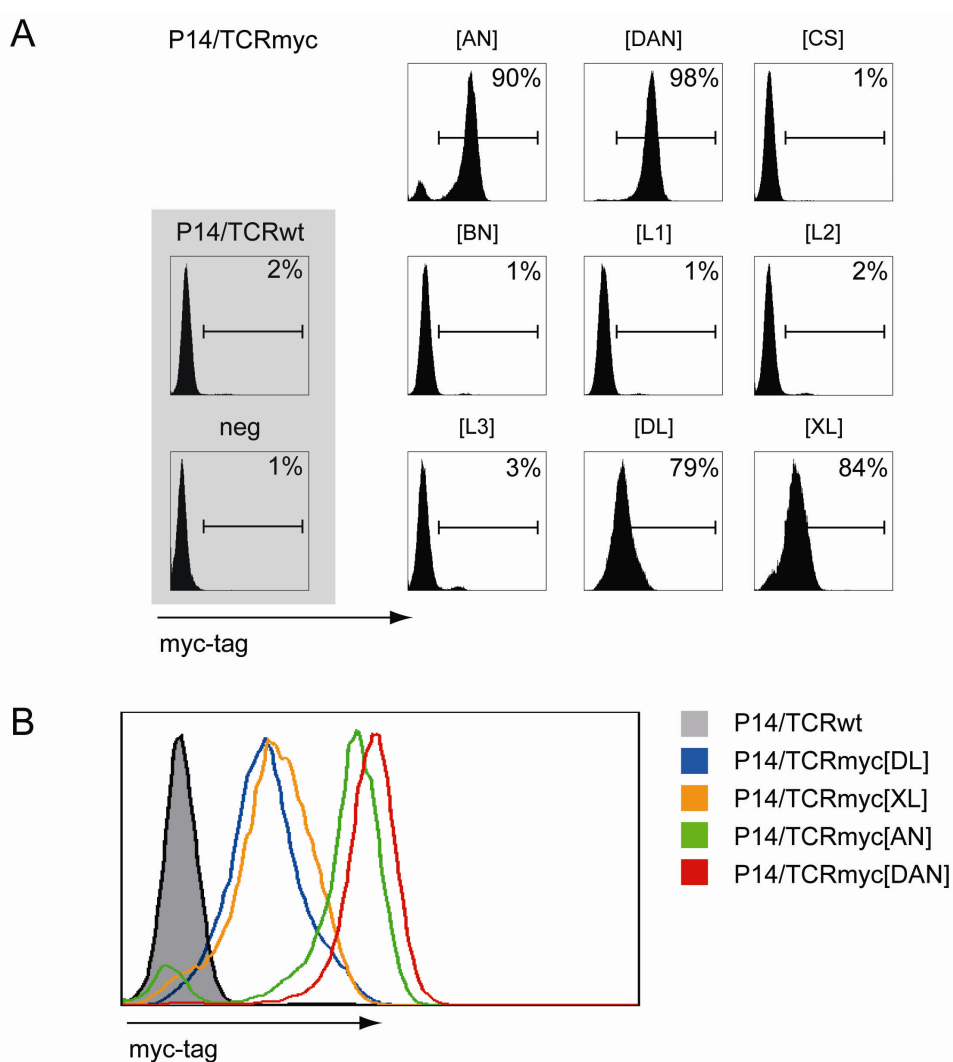 A
P14/TCRmyc
[AN]
[DAN]
[CS]
90%
98%
1%
P14/TCRwt
[BN]
[L1]
[L2]
2%
1%
1%
2%
neg
[L3]
[DL]
[XL]
1%
3%
79%
84%
myc-tag
B
P14/TCRwt
P14/TCRmyc[DL]
P14/TCRmyc[XL]
P14/TCRmyc[AN]
P14/TCRmyc[DAN]
myc-tag